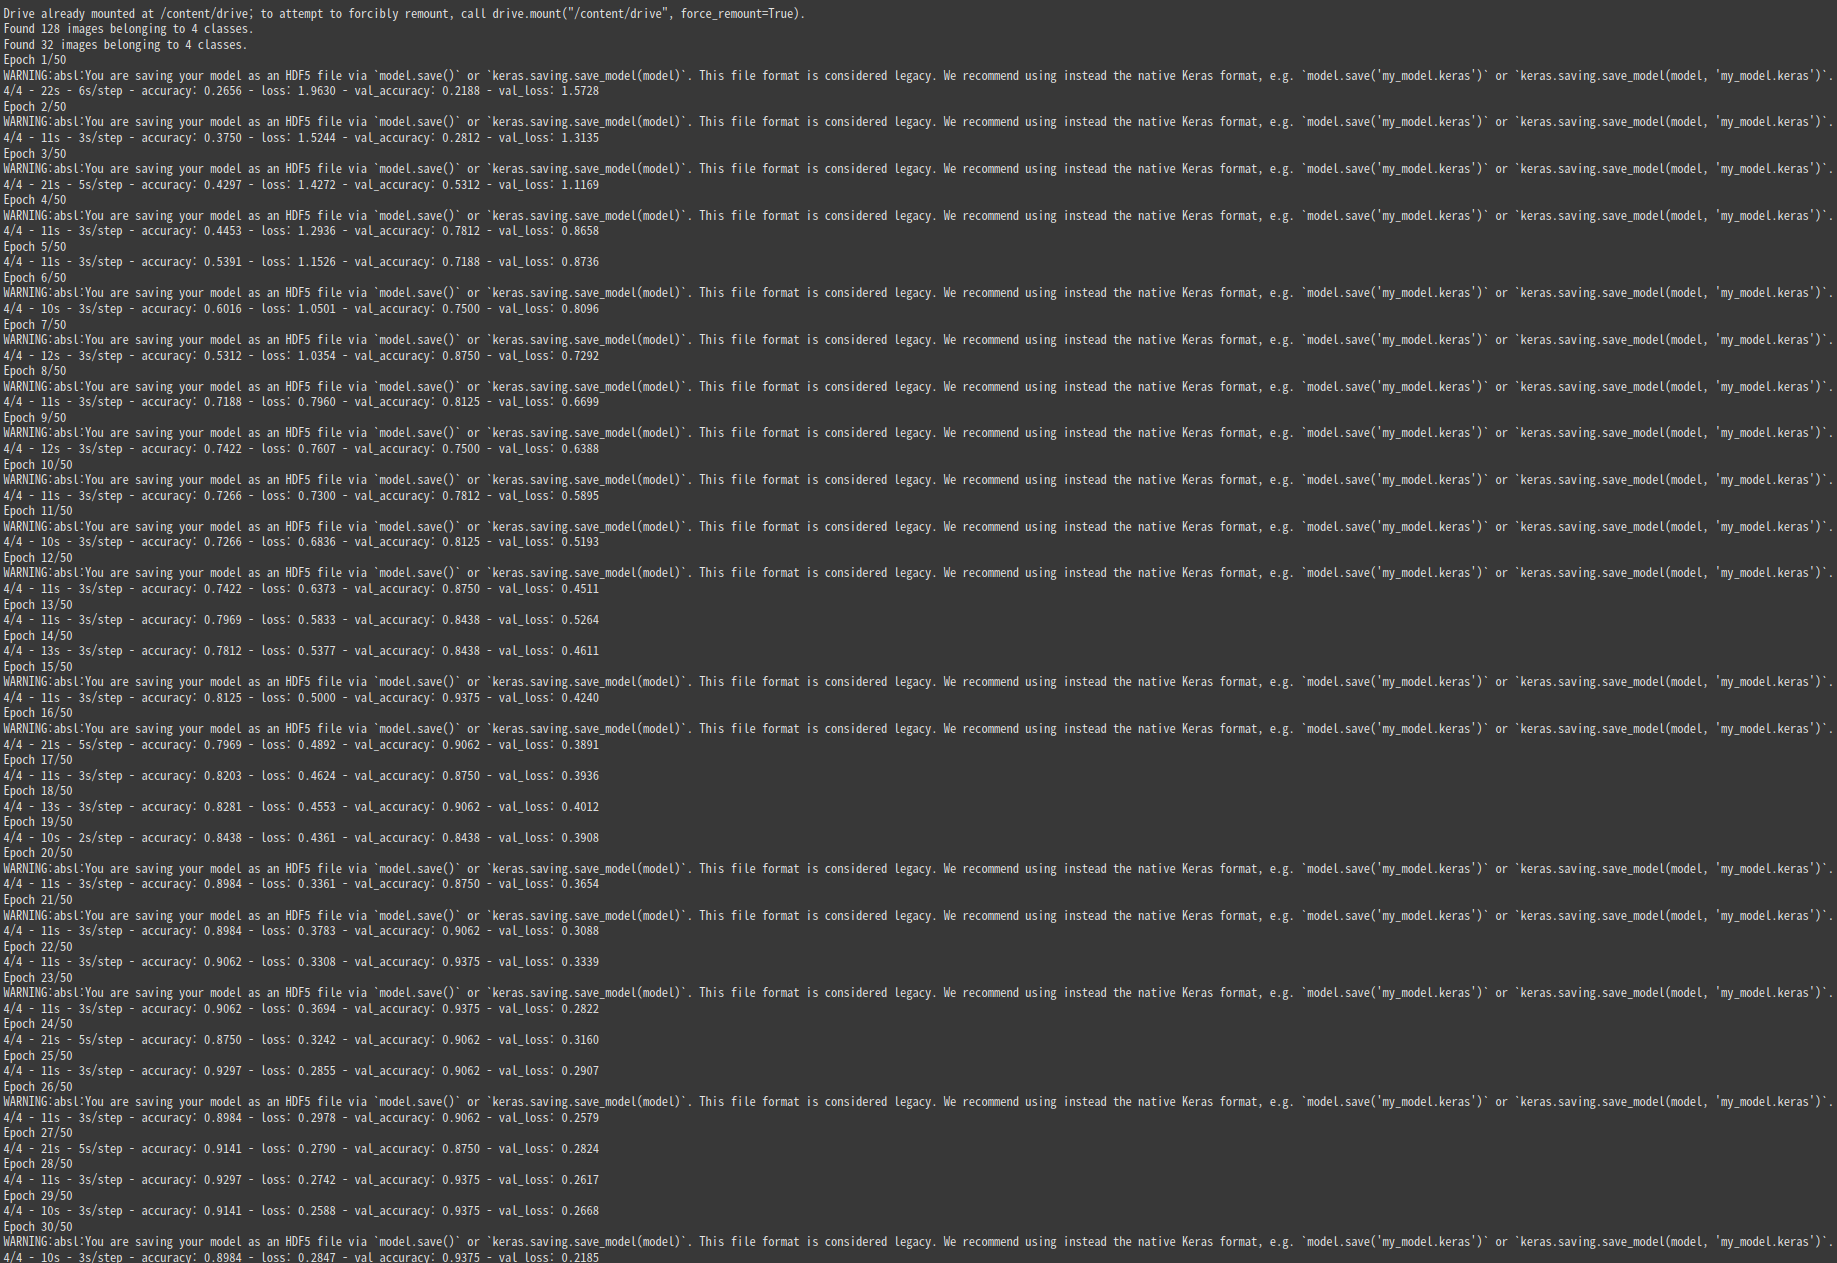 Drive already mounted at /content/drive; to attempt to forcibly remount, call drive.mount("/content/drive", force_remount=True).
Found 128 images belonging to 4 classes.
Found 32 images belonging to 4 classes.
Epoch 1/50
WARNING:absl:You are saving your model as an HDF5 file via `model.save()` or `keras.saving.save_model(model)`. This file format is considered legacy. We recommend using instead the native Keras format, e.g. `model.save('my_model.keras')` or `keras.saving.save_model(model, 'my_model.keras')`.
4/4 - 22s - 6s/step - accuracy: 0.2656 - loss: 1.9630 - val_accuracy: 0.2188 - val_loss: 1.5728
Epoch 2/50
WARNING:absl:You are saving your model as an HDF5 file via `model.save()` or `keras.saving.save_model(model)`. This file format is considered legacy. We recommend using instead the native Keras format, e.g. `model.save('my_model.keras')` or `keras.saving.save_model(model, 'my_model.keras')`.
4/4 - 11s - 3s/step - accuracy: 0.3750 - loss: 1.5244 - val_accuracy: 0.2812 - val_loss: 1.3135
Epoch 3/50
WARNING:absl:You are saving your model as an HDF5 file via `model.save()` or `keras.saving.save_model(model)`. This file format is considered legacy. We recommend using instead the native Keras format, e.g. `model.save('my_model.keras')` or `keras.saving.save_model(model, 'my_model.keras')`.
4/4 - 21s - 5s/step - accuracy: 0.4297 - loss: 1.4272 - val_accuracy: 0.5312 - val_loss: 1.1169
Epoch 4/50
WARNING:absl:You are saving your model as an HDF5 file via `model.save()` or `keras.saving.save_model(model)`. This file format is considered legacy. We recommend using instead the native Keras format, e.g. `model.save('my_model.keras')` or `keras.saving.save_model(model, 'my_model.keras')`.
4/4 - 11s - 3s/step - accuracy: 0.4453 - loss: 1.2936 - val_accuracy: 0.7812 - val_loss: 0.8658
Epoch 5/50
4/4 - 11s - 3s/step - accuracy: 0.5391 - loss: 1.1526 - val_accuracy: 0.7188 - val_loss: 0.8736
Epoch 6/50
WARNING:absl:You are saving your model as an HDF5 file via `model.save()` or `keras.saving.save_model(model)`. This file format is considered legacy. We recommend using instead the native Keras format, e.g. `model.save('my_model.keras')` or `keras.saving.save_model(model, 'my_model.keras')`.
4/4 - 10s - 3s/step - accuracy: 0.6016 - loss: 1.0501 - val_accuracy: 0.7500 - val_loss: 0.8096
Epoch 7/50
WARNING:absl:You are saving your model as an HDF5 file via `model.save()` or `keras.saving.save_model(model)`. This file format is considered legacy. We recommend using instead the native Keras format, e.g. `model.save('my_model.keras')` or `keras.saving.save_model(model, 'my_model.keras')`.
4/4 - 12s - 3s/step - accuracy: 0.5312 - loss: 1.0354 - val_accuracy: 0.8750 - val_loss: 0.7292
Epoch 8/50
WARNING:absl:You are saving your model as an HDF5 file via `model.save()` or `keras.saving.save_model(model)`. This file format is considered legacy. We recommend using instead the native Keras format, e.g. `model.save('my_model.keras')` or `keras.saving.save_model(model, 'my_model.keras')`.
4/4 - 11s - 3s/step - accuracy: 0.7188 - loss: 0.7960 - val_accuracy: 0.8125 - val_loss: 0.6699
Epoch 9/50
WARNING:absl:You are saving your model as an HDF5 file via `model.save()` or `keras.saving.save_model(model)`. This file format is considered legacy. We recommend using instead the native Keras format, e.g. `model.save('my_model.keras')` or `keras.saving.save_model(model, 'my_model.keras')`.
4/4 - 12s - 3s/step - accuracy: 0.7422 - loss: 0.7607 - val_accuracy: 0.7500 - val_loss: 0.6388
Epoch 10/50
WARNING:absl:You are saving your model as an HDF5 file via `model.save()` or `keras.saving.save_model(model)`. This file format is considered legacy. We recommend using instead the native Keras format, e.g. `model.save('my_model.keras')` or `keras.saving.save_model(model, 'my_model.keras')`.
4/4 - 11s - 3s/step - accuracy: 0.7266 - loss: 0.7300 - val_accuracy: 0.7812 - val_loss: 0.5895
Epoch 11/50
WARNING:absl:You are saving your model as an HDF5 file via `model.save()` or `keras.saving.save_model(model)`. This file format is considered legacy. We recommend using instead the native Keras format, e.g. `model.save('my_model.keras')` or `keras.saving.save_model(model, 'my_model.keras')`.
4/4 - 10s - 3s/step - accuracy: 0.7266 - loss: 0.6836 - val_accuracy: 0.8125 - val_loss: 0.5193
Epoch 12/50
WARNING:absl:You are saving your model as an HDF5 file via `model.save()` or `keras.saving.save_model(model)`. This file format is considered legacy. We recommend using instead the native Keras format, e.g. `model.save('my_model.keras')` or `keras.saving.save_model(model, 'my_model.keras')`.
4/4 - 11s - 3s/step - accuracy: 0.7422 - loss: 0.6373 - val_accuracy: 0.8750 - val_loss: 0.4511
Epoch 13/50
4/4 - 11s - 3s/step - accuracy: 0.7969 - loss: 0.5833 - val_accuracy: 0.8438 - val_loss: 0.5264
Epoch 14/50
4/4 - 13s - 3s/step - accuracy: 0.7812 - loss: 0.5377 - val_accuracy: 0.8438 - val_loss: 0.4611
Epoch 15/50
WARNING:absl:You are saving your model as an HDF5 file via `model.save()` or `keras.saving.save_model(model)`. This file format is considered legacy. We recommend using instead the native Keras format, e.g. `model.save('my_model.keras')` or `keras.saving.save_model(model, 'my_model.keras')`.
4/4 - 11s - 3s/step - accuracy: 0.8125 - loss: 0.5000 - val_accuracy: 0.9375 - val_loss: 0.4240
Epoch 16/50
WARNING:absl:You are saving your model as an HDF5 file via `model.save()` or `keras.saving.save_model(model)`. This file format is considered legacy. We recommend using instead the native Keras format, e.g. `model.save('my_model.keras')` or `keras.saving.save_model(model, 'my_model.keras')`.
4/4 - 21s - 5s/step - accuracy: 0.7969 - loss: 0.4892 - val_accuracy: 0.9062 - val_loss: 0.3891
Epoch 17/50
4/4 - 11s - 3s/step - accuracy: 0.8203 - loss: 0.4624 - val_accuracy: 0.8750 - val_loss: 0.3936
Epoch 18/50
4/4 - 13s - 3s/step - accuracy: 0.8281 - loss: 0.4553 - val_accuracy: 0.9062 - val_loss: 0.4012
Epoch 19/50
4/4 - 10s - 2s/step - accuracy: 0.8438 - loss: 0.4361 - val_accuracy: 0.8438 - val_loss: 0.3908
Epoch 20/50
WARNING:absl:You are saving your model as an HDF5 file via `model.save()` or `keras.saving.save_model(model)`. This file format is considered legacy. We recommend using instead the native Keras format, e.g. `model.save('my_model.keras')` or `keras.saving.save_model(model, 'my_model.keras')`.
4/4 - 11s - 3s/step - accuracy: 0.8984 - loss: 0.3361 - val_accuracy: 0.8750 - val_loss: 0.3654
Epoch 21/50
WARNING:absl:You are saving your model as an HDF5 file via `model.save()` or `keras.saving.save_model(model)`. This file format is considered legacy. We recommend using instead the native Keras format, e.g. `model.save('my_model.keras')` or `keras.saving.save_model(model, 'my_model.keras')`.
4/4 - 11s - 3s/step - accuracy: 0.8984 - loss: 0.3783 - val_accuracy: 0.9062 - val_loss: 0.3088
Epoch 22/50
4/4 - 11s - 3s/step - accuracy: 0.9062 - loss: 0.3308 - val_accuracy: 0.9375 - val_loss: 0.3339
Epoch 23/50
WARNING:absl:You are saving your model as an HDF5 file via `model.save()` or `keras.saving.save_model(model)`. This file format is considered legacy. We recommend using instead the native Keras format, e.g. `model.save('my_model.keras')` or `keras.saving.save_model(model, 'my_model.keras')`.
4/4 - 11s - 3s/step - accuracy: 0.9062 - loss: 0.3694 - val_accuracy: 0.9375 - val_loss: 0.2822
Epoch 24/50
4/4 - 21s - 5s/step - accuracy: 0.8750 - loss: 0.3242 - val_accuracy: 0.9062 - val_loss: 0.3160
Epoch 25/50
4/4 - 11s - 3s/step - accuracy: 0.9297 - loss: 0.2855 - val_accuracy: 0.9062 - val_loss: 0.2907
Epoch 26/50
WARNING:absl:You are saving your model as an HDF5 file via `model.save()` or `keras.saving.save_model(model)`. This file format is considered legacy. We recommend using instead the native Keras format, e.g. `model.save('my_model.keras')` or `keras.saving.save_model(model, 'my_model.keras')`.
4/4 - 11s - 3s/step - accuracy: 0.8984 - loss: 0.2978 - val_accuracy: 0.9062 - val_loss: 0.2579
Epoch 27/50
4/4 - 21s - 5s/step - accuracy: 0.9141 - loss: 0.2790 - val_accuracy: 0.8750 - val_loss: 0.2824
Epoch 28/50
4/4 - 11s - 3s/step - accuracy: 0.9297 - loss: 0.2742 - val_accuracy: 0.9375 - val_loss: 0.2617
Epoch 29/50
4/4 - 10s - 3s/step - accuracy: 0.9141 - loss: 0.2588 - val_accuracy: 0.9375 - val_loss: 0.2668
Epoch 30/50
WARNING:absl:You are saving your model as an HDF5 file via `model.save()` or `keras.saving.save_model(model)`. This file format is considered legacy. We recommend using instead the native Keras format, e.g. `model.save('my_model.keras')` or `keras.saving.save_model(model, 'my_model.keras')`.
4/4 - 10s - 3s/step - accuracy: 0.8984 - loss: 0.2847 - val_accuracy: 0.9375 - val_loss: 0.2185